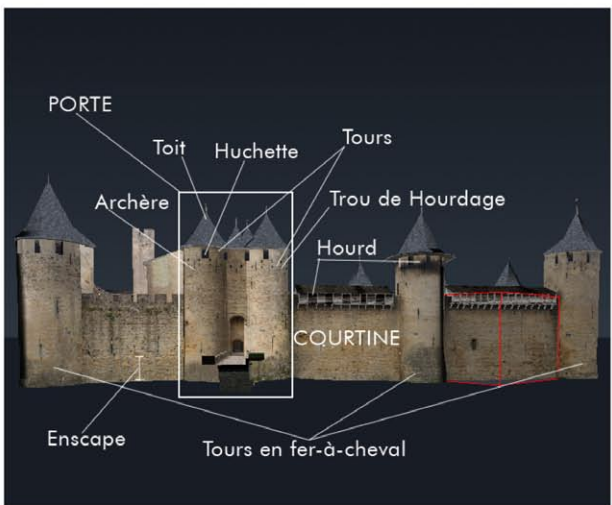 PORTE
Toit
Huchette
Tours
Archère
Trou de Hourdage
Hourd
COURTINE
Enscape
Tours en fer-à-cheval